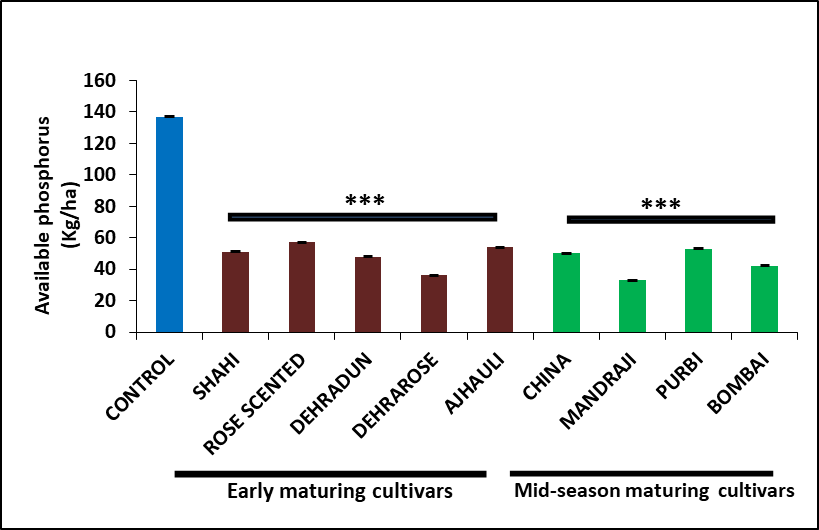 Available phosphorus
(Kg/ha)
160
140
120
100
80
60
40
20
0
***
***
CONTROL
SHAHI
ROSE SCENTED
DEHRADUN
DEHRAROSE
AJHAULI
CHINA
MANDRAJI
PURBI
BOMBAI
Early maturing cultivars
Mid-season maturing cultivars